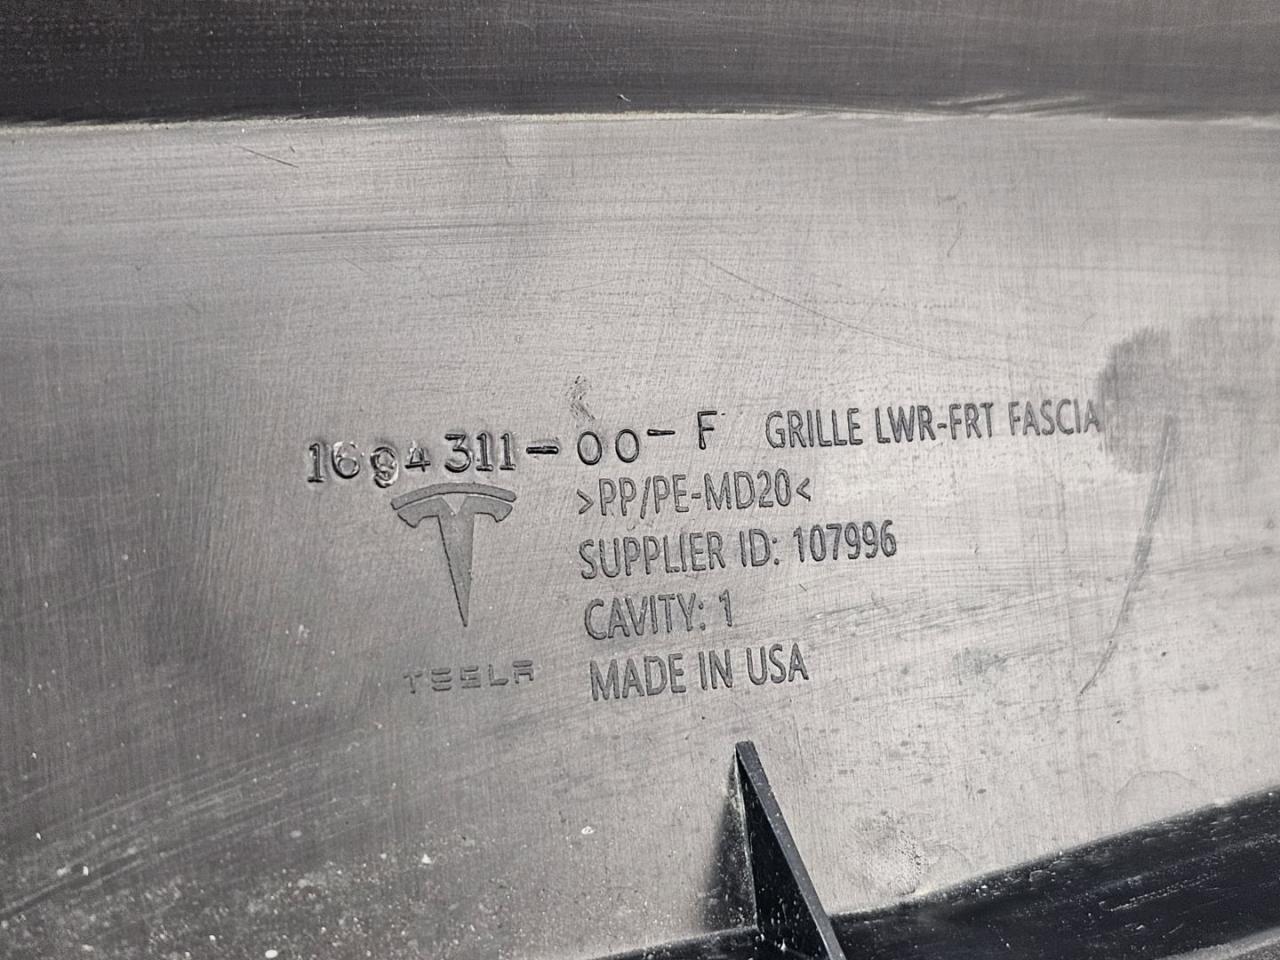 1694311-00-F GRILLE LWR-FRT FASCIA
>PP/PE-MD20<
SUPPLIER ID: 107996
CAVITY: 1
MADE IN USA
TESLA